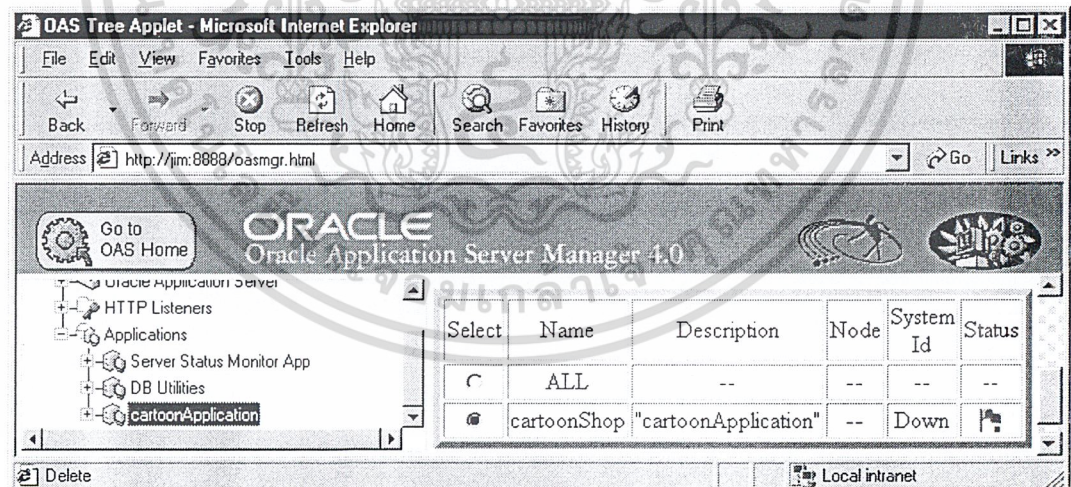 OAS Tree Applet - Microsoft Internet Explorer
File Edit View Favorites Tools Help
Back Forward Stop Refresh Home Search Favorites History Print
Address http://jim:8888/oasmgr.html Go Links »
Go to
OAS Home
ORACLE
Oracle Application Server Manager 4.0
Oracle Application Server
HTTP Listeners
Applications
Server Status Monitor App
DB Utilities
cartoonApplication
Select Name Description Node System Id Status
ALL -- -- -- --
cartoonShop "cartoonApplication" -- Down
Delete Local intranet